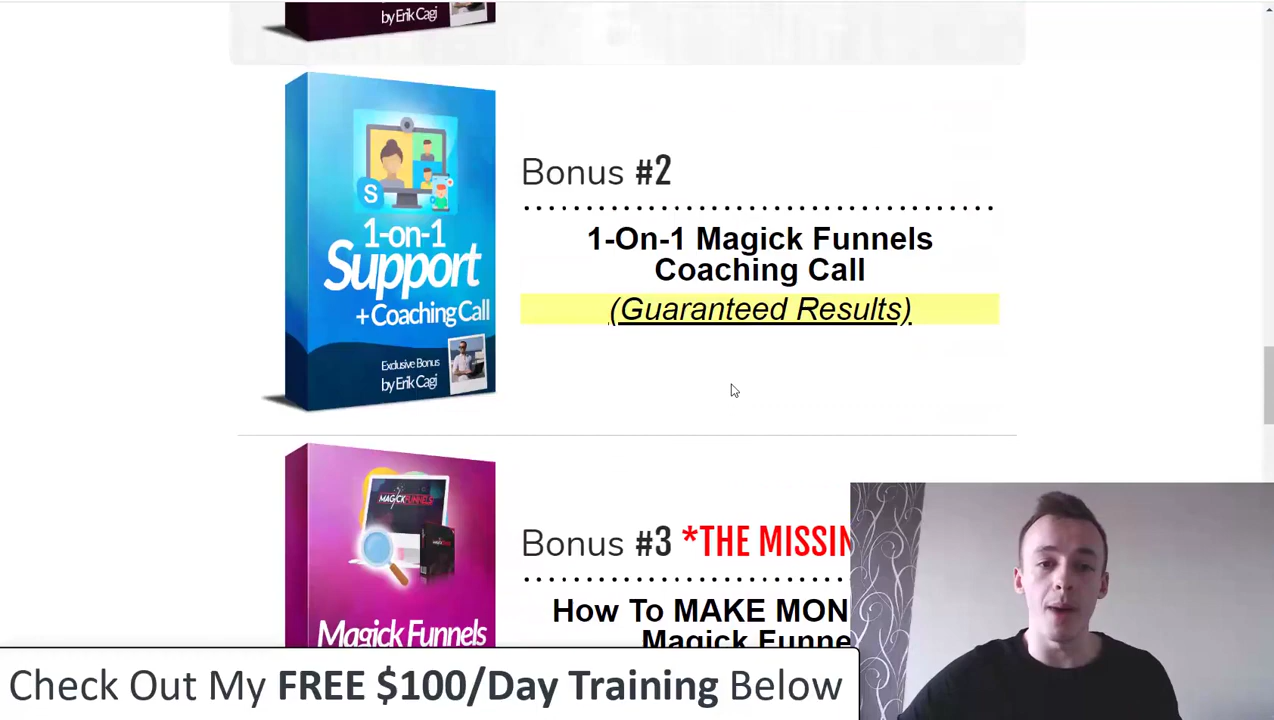 by Erik Cagi
Bonus #2
1-On-1 Magick Funnels
Coaching Call
(Guaranteed Results)
S
1-on-1
Support
+ Coaching Call
Exclusive Bonus
by Erik Cagi
MAGICKFUNNELS
Bonus #3 *THE MISSIN
How To MAKE MON
Magick Funne
Magick Funnels
Check Out My FREE $100/Day Training Below